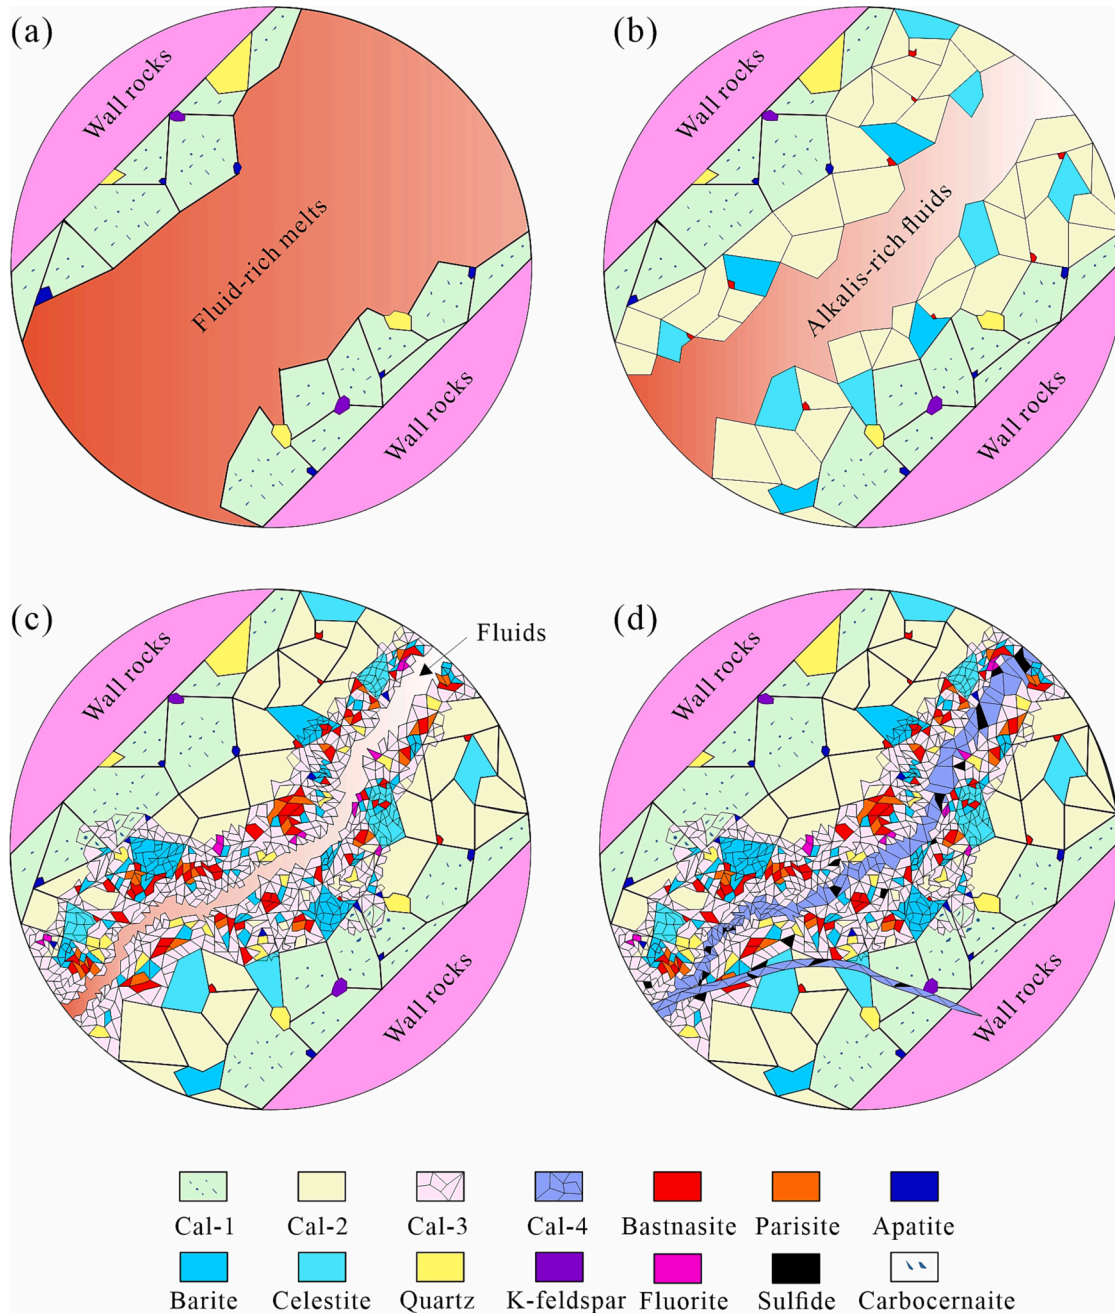 (a)
Wall rocks
Fluid-rich melts
Wall rocks
(b)
Wall rocks
Alkalis-rich fluids
Wall rocks
(c)
Wall rocks
Fluids
Wall rocks
(d)
Wall rocks
Wall rocks
Cal-1 Cal-2 Cal-3 Cal-4 Bastnasite Parisite Apatite
Barite Celestite Quartz K-feldspar Fluorite Sulfide Carbocernaite